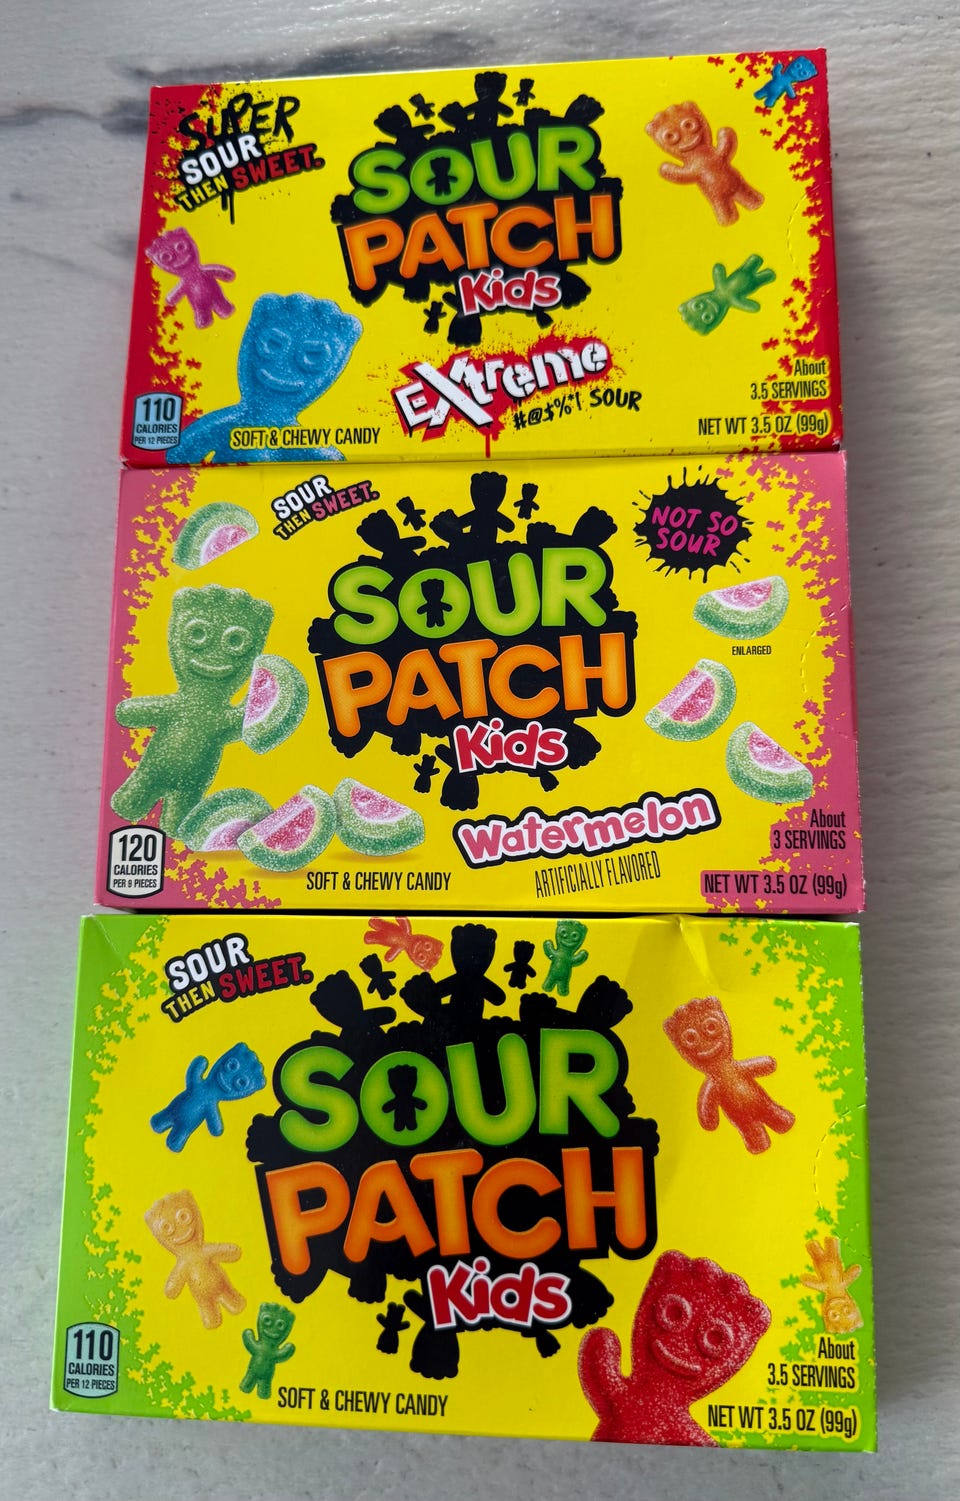 SUPER
SOUR
THEN SWEET.
SOUR
PATCH
Kids
Extreme
#@$%*! SOUR
110
CALORIES
PER 12 PIECES
SOFT & CHEWY CANDY
About
3.5 SERVINGS
NET WT 3.5 OZ (99g)
SOUR
THEN SWEET.
NOT SO
SOUR
SOUR
PATCH
Kids
ENLARGED
Watermelon
ARTIFICIALLY FLAVORED
120
CALORIES
PER 9 PIECES
SOFT & CHEWY CANDY
About
3 SERVINGS
NET WT 3.5 OZ (99g)
SOUR
THEN SWEET.
SOUR
PATCH
Kids
110
CALORIES
PER 12 PIECES
SOFT & CHEWY CANDY
About
3.5 SERVINGS
NET WT 3.5 OZ (99g)